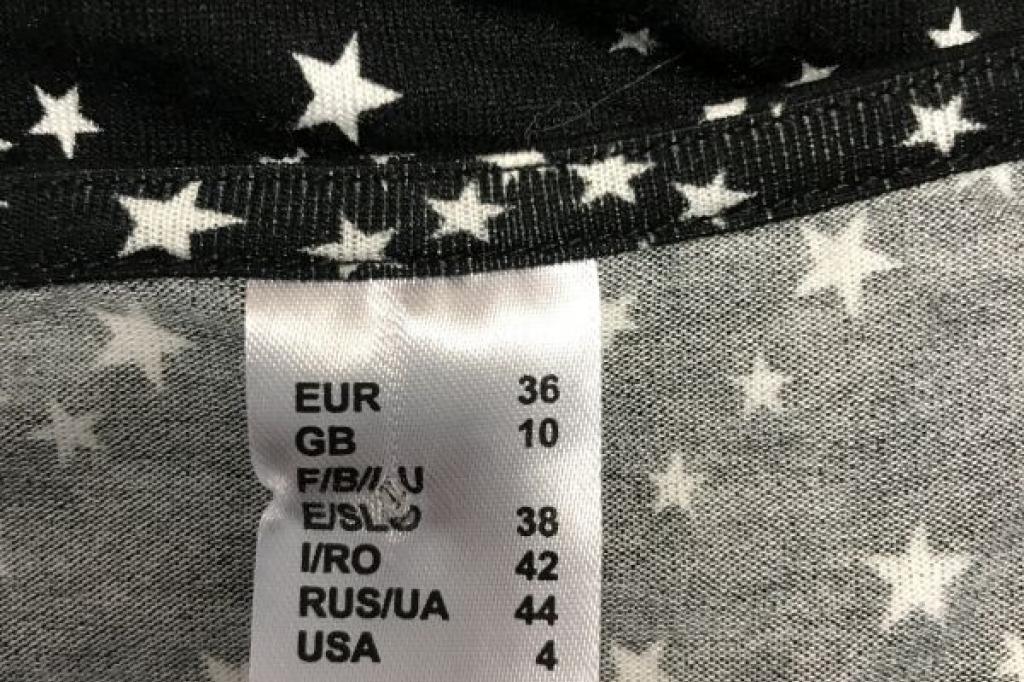 EUR 36
GB 10
F/B/
E/SLO 38
I/RO 42
RUS/UA 44
USA 4